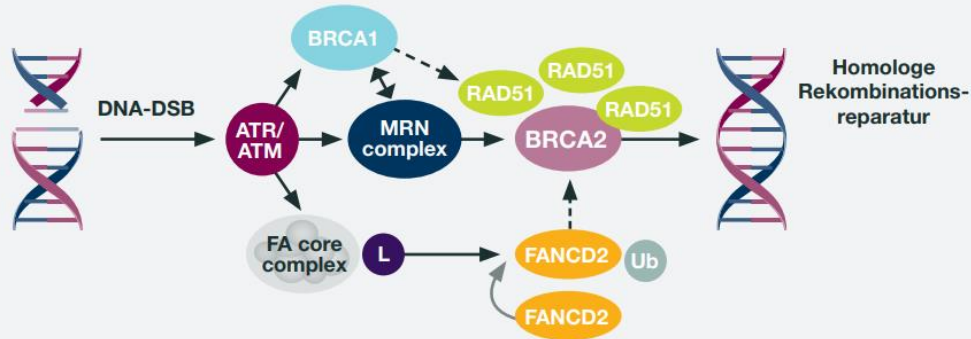 BRCA1
RAD51
RAD51
RAD51
Homologe
Rekombinations-
reparatur
DNA-DSB
ATR/
ATM
MRN
complex
BRCA2
FA core
complex
L
FANCD2
Ub
FANCD2